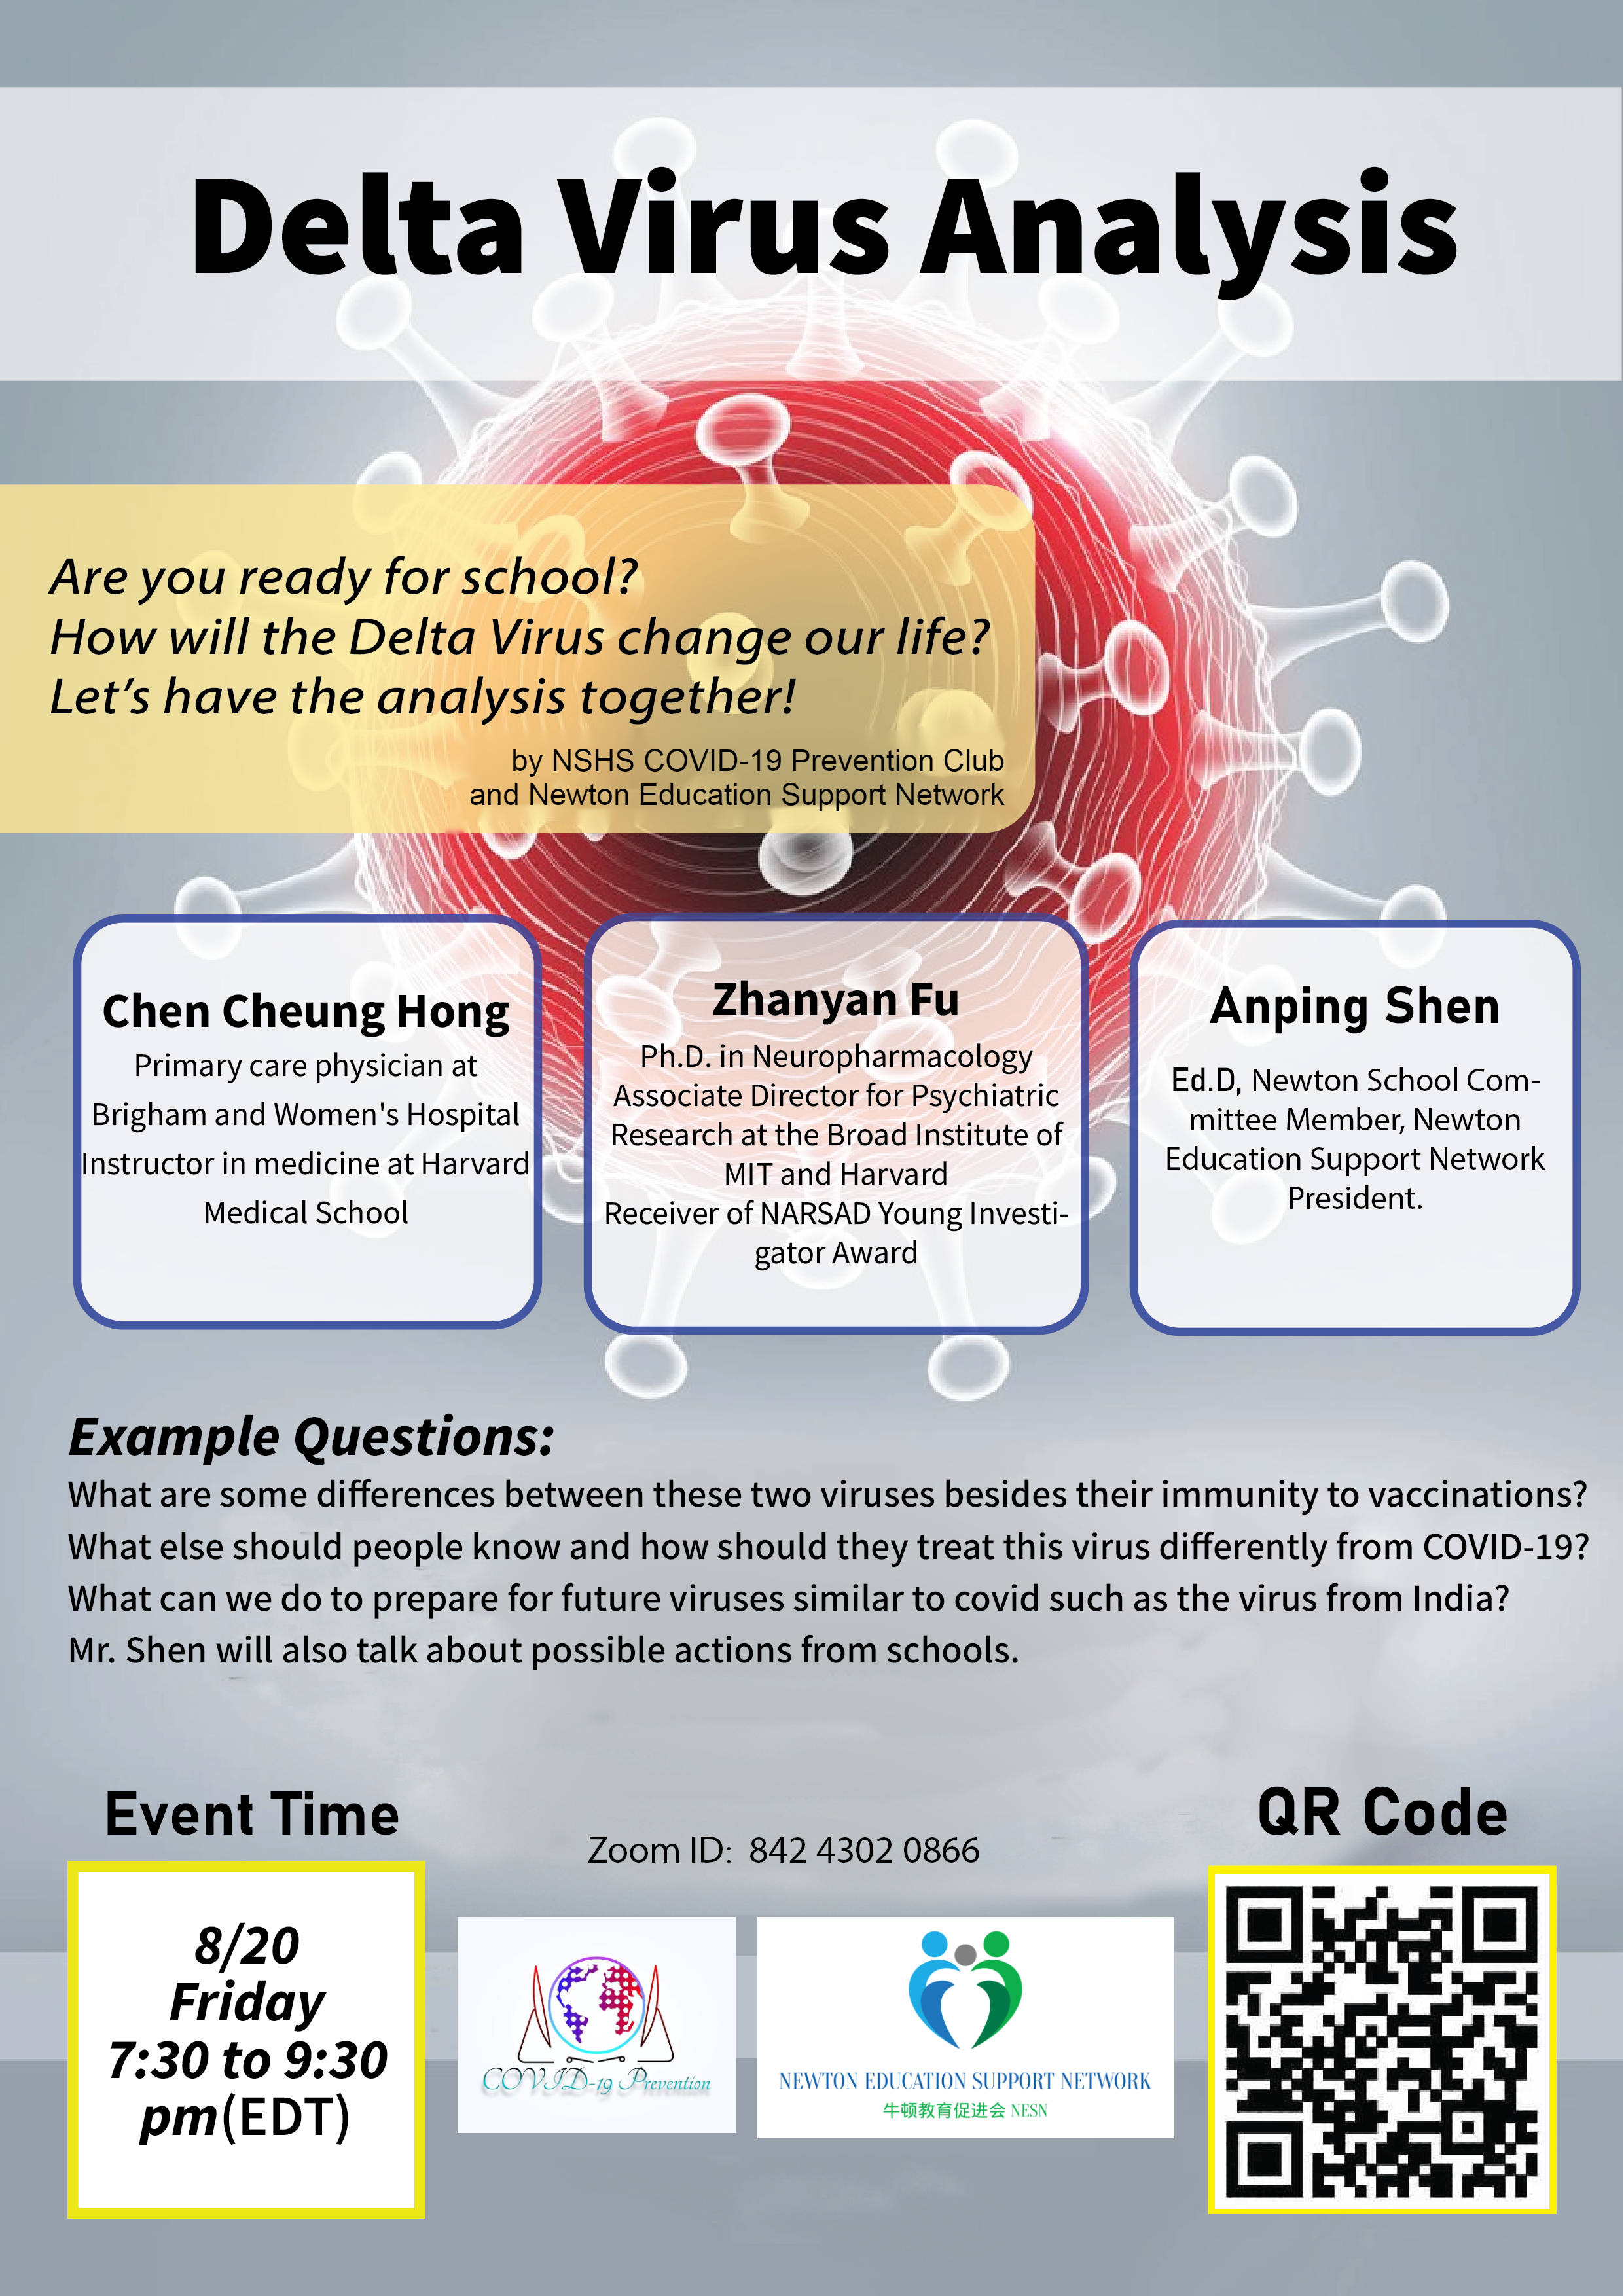 Delta Virus Analysis
Are you ready for school?
How will the Delta Virus change our life?
Let's have the analysis together!
by NSHS COVID-19 Prevention Club
and Newton Education Support Network
Chen Cheung Hong
Primary care physician at
Brigham and Women's Hospital
Instructor in medicine at Harvard
Medical School
Zhanyan Fu
Ph.D. in Neuropharmacology
Associate Director for Psychiatric
Research at the Broad Institute of
MIT and Harvard
Receiver of NARSAD Young Investi-
gator Award
Anping Shen
Ed.D, Newton School Com-
mittee Member, Newton
Education Support Network
President.
Example Questions:
What are some differences between these two viruses besides their immunity to vaccinations?
What else should people know and how should they treat this virus differently from COVID-19?
What can we do to prepare for future viruses similar to covid such as the virus from India?
Mr. Shen will also talk about possible actions from schools.
Event Time
8/20
Friday
7:30 to 9:30
pm(EDT)
Zoom ID: 842 4302 0866
COVID-19 Prevention
NEWTON EDUCATION SUPPORT NETWORK
牛顿教育促进会 NESN
QR Code